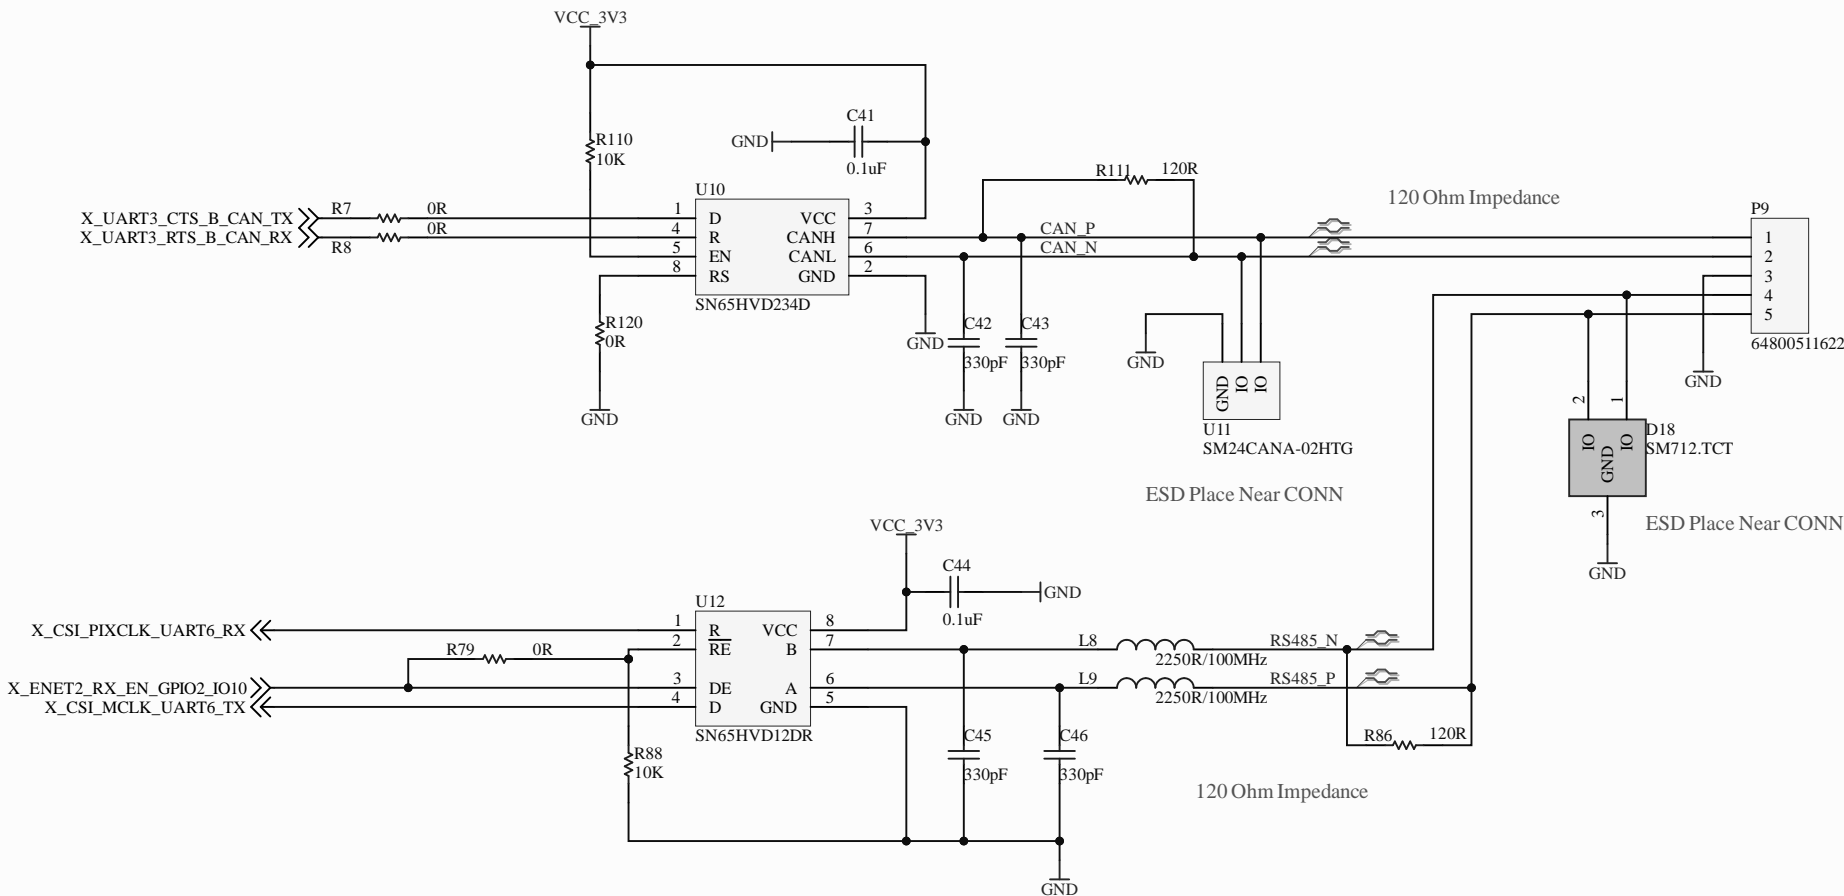 VCC_3V3
C41
GND
0.1uF
R110
10K
U10
R111 120R
120 Ohm Impedance
X_UART3_CTS_B_CAN_TX R7 0R 1 D VCC 3
X_UART3_RTS_B_CAN_RX R8 0R 4 R CANH 7 CAN_P
5 EN CANL 6 CAN_N
8 RS GND 2
SN65HVD234D
P9
1
2
3
4
5
64800511622
R120
0R
GND
GND
C42
330pF
GND
C43
330pF
GND
GND
GND IO IO
U11
SM24CANA-02HTG
ESD Place Near CONN
GND
2 1
IO GND IO
D18
SM712.TCT
3
ESD Place Near CONN
GND
VCC_3V3
C44
GND
0.1uF
U12
X_CSI_PIXCLK_UART6_RX 1 R VCC 8
2 RE B 7 L8 2250R/100MHz RS485_N
R79 0R
X_ENET2_RX_EN_GPIO2_IO10 3 DE A 6 L9 2250R/100MHz RS485_P
X_CSI_MCLK_UART6_TX 4 D GND 5
SN65HVD12DR
R88
10K
C45
330pF
C46
330pF
R86 120R
120 Ohm Impedance
GND